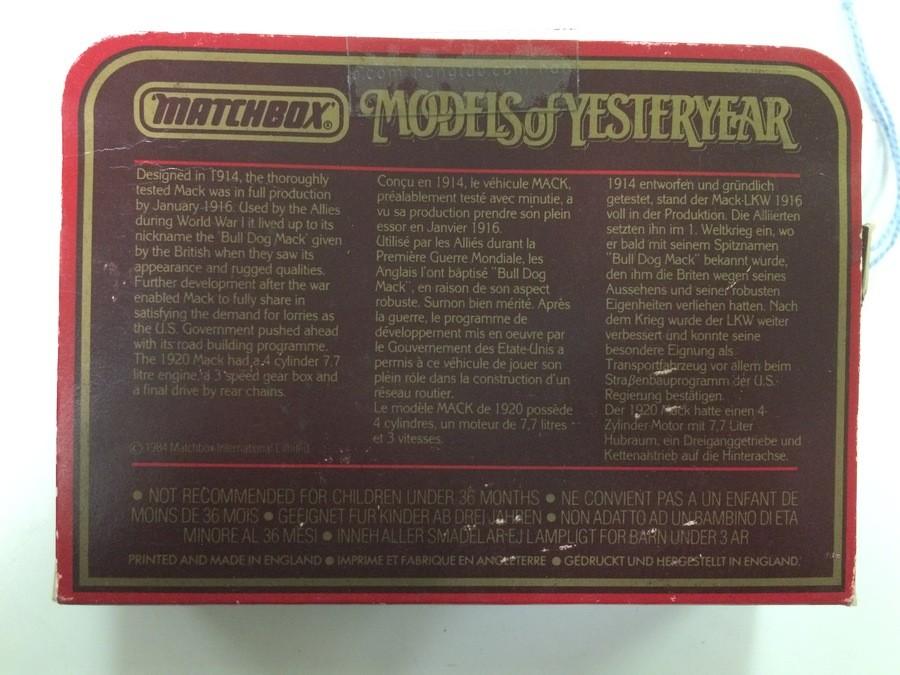 MATCHBOX®
MODELS of YESTERYEAR
Designed in 1914, the thoroughly
tested Mack was in full production
by January 1916. Used by the Allies
during World War I it lived up to its
nickname the 'Bull Dog Mack' given
by the British when they saw its
appearance and rugged qualities.
Further development after the war
enabled Mack to fully share in
satisfying the demand for lorries as
the U.S. Government pushed ahead
with its road building programme.
The 1920 Mack had a 4 cylinder 7.7
litre engine, a 3 speed gear box and
a final drive by rear chains.
© 1984 Matchbox International Limited
Conçu en 1914, le véhicule MACK,
préalablement testé avec minutie, a
vu sa production prendre son plein
essor en Janvier 1916.
Utilisé par les Alliés durant la
Première Guerre Mondiale, les
Anglais l'ont bâptisé "Bull Dog
Mack", en raison de son aspect
robuste. Surnon bien mérité. Après
la guerre, le programme de
développement mis en oeuvre par
le Gouvernement des Etats-Unis a
permis à ce véhicule de jouer son
plein rôle dans la construction d'un
réseau routier.
Le modèle MACK de 1920 possède
4 cylindres, un moteur de 7,7 litres
et 3 vitesses.
1914 entworfen und gründlich
getestet, stand der Mack-LKW 1916
voll in der Produktion. Die Alliierten
setzten ihn im 1. Weltkrieg ein, wo
er bald mit seinem Spitznamen
"Bull Dog Mack" bekannt wurde,
den ihm die Briten wegen seines
Aussehens und seiner robusten
Eigenheiten verliehen hatten. Nach
dem Krieg wurde der LKW weiter
verbessert und konnte seine
besondere Eignung als
Transportfahrzeug vor allem beim
Straßenbauprogramm der U.S.-
Regierung bestätigen.
Der 1920 Mack hatte einen 4-
Zylinder-Motor mit 7,7 Liter
Hubraum, ein Dreiganggetriebe und
Kettenantrieb auf die Hinterachse.
● NOT RECOMMENDED FOR CHILDREN UNDER 36 MONTHS ● NE CONVIENT PAS A UN ENFANT DE
MOINS DE 36 MOIS ● GEEIGNET FUR KINDER AB DREI JAHREN ● NON ADATTO AD UN BAMBINO DI ETA
MINORE AL 36 MESI ● INNEHALLER SMADELAR-EJ LAMPLIGT FOR BARN UNDER 3 AR
PRINTED AND MADE IN ENGLAND ● IMPRIME ET FABRIQUE EN ANGLETERRE ● GEDRUCKT UND HERGESTELLT IN ENGLAND.